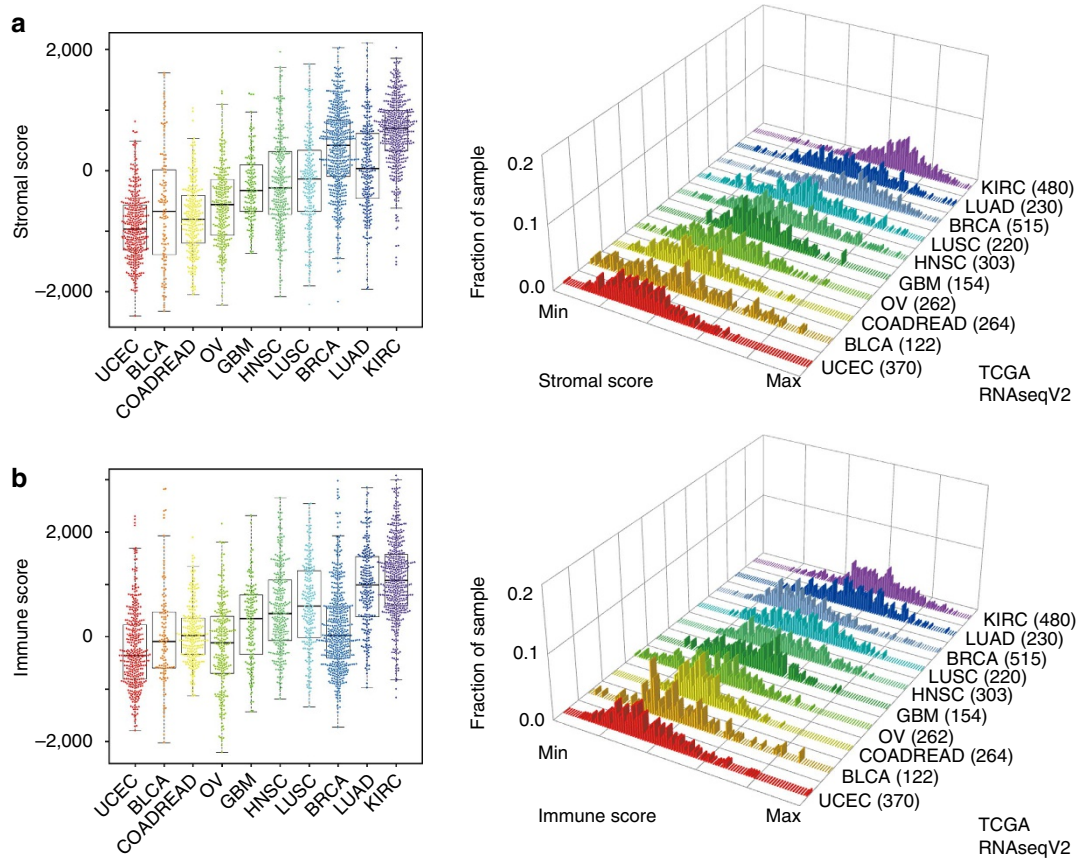 a
Stromal score
2,000
0
−2,000
UCEC
BLCA
COADREAD
OV
GBM
HNSC
LUSC
BRCA
LUAD
KIRC
Fraction of sample
0.2
0.1
0.0
Min
Stromal score
Max
KIRC (480)
LUAD (230)
BRCA (515)
LUSC (220)
HNSC (303)
GBM (154)
OV (262)
COADREAD (264)
BLCA (122)
UCEC (370)
TCGA
RNAseqV2
b
Immune score
2,000
0
−2,000
UCEC
BLCA
COADREAD
OV
GBM
HNSC
LUSC
BRCA
LUAD
KIRC
Fraction of sample
0.2
0.1
0.0
Min
Immune score
Max
KIRC (480)
LUAD (230)
BRCA (515)
LUSC (220)
HNSC (303)
GBM (154)
OV (262)
COADREAD (264)
BLCA (122)
UCEC (370)
TCGA
RNAseqV2